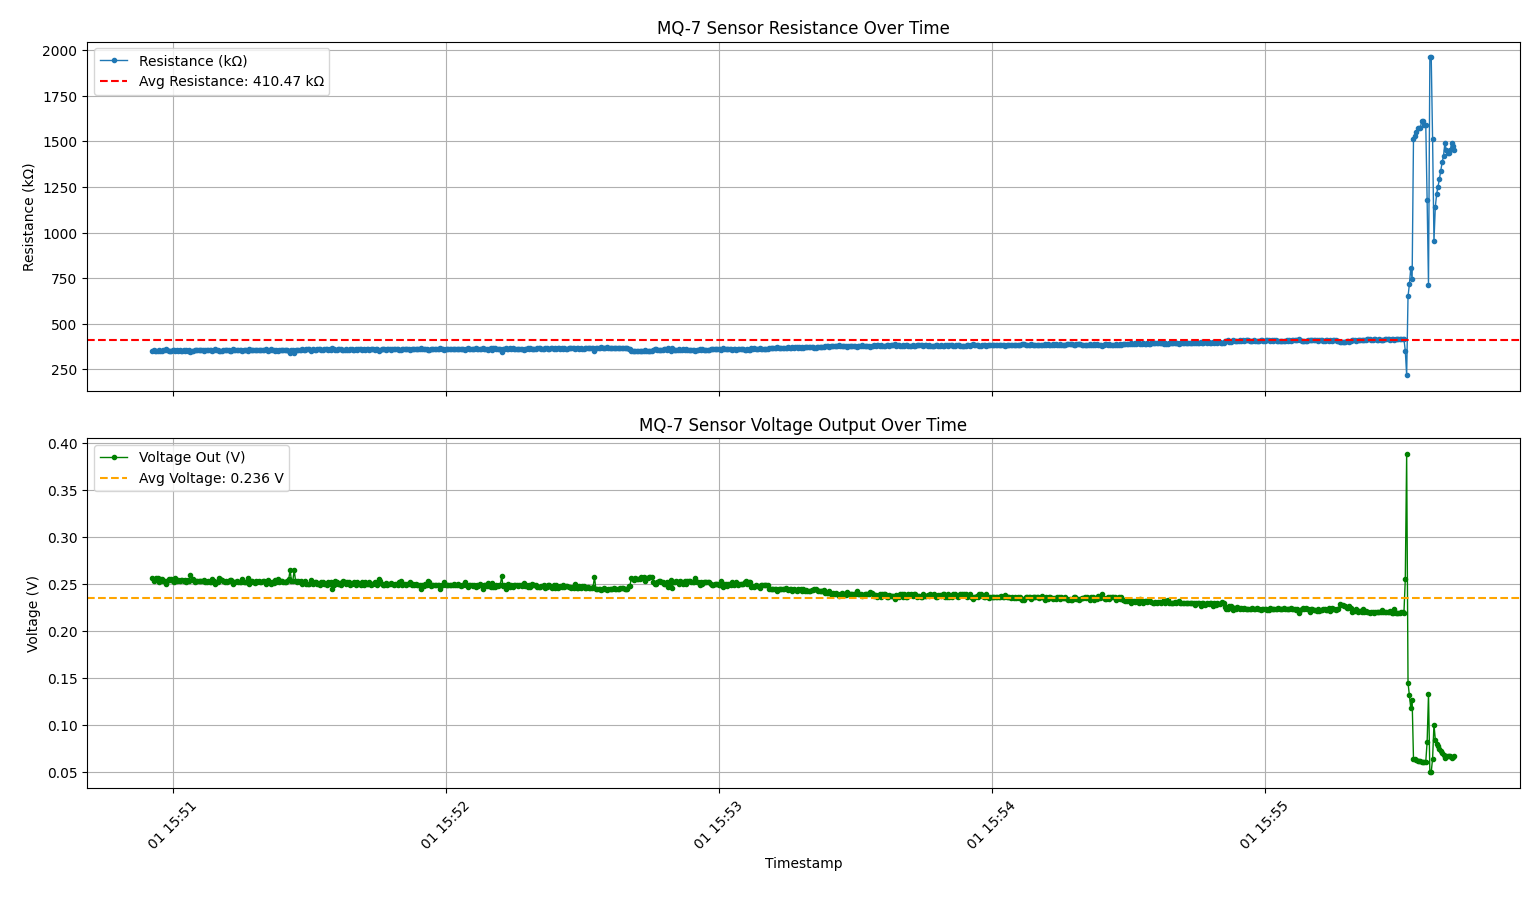 MQ-7 Sensor Resistance Over Time
Resistance (kΩ)
Avg Resistance: 410.47 kΩ
2000
1750
1500
1250
1000
750
500
250
Resistance (kΩ)
MQ-7 Sensor Voltage Output Over Time
Voltage Out (V)
Avg Voltage: 0.236 V
0.40
0.35
0.30
0.25
0.20
0.15
0.10
0.05
Voltage (V)
01 15:51
01 15:52
01 15:53
01 15:54
01 15:55
Timestamp